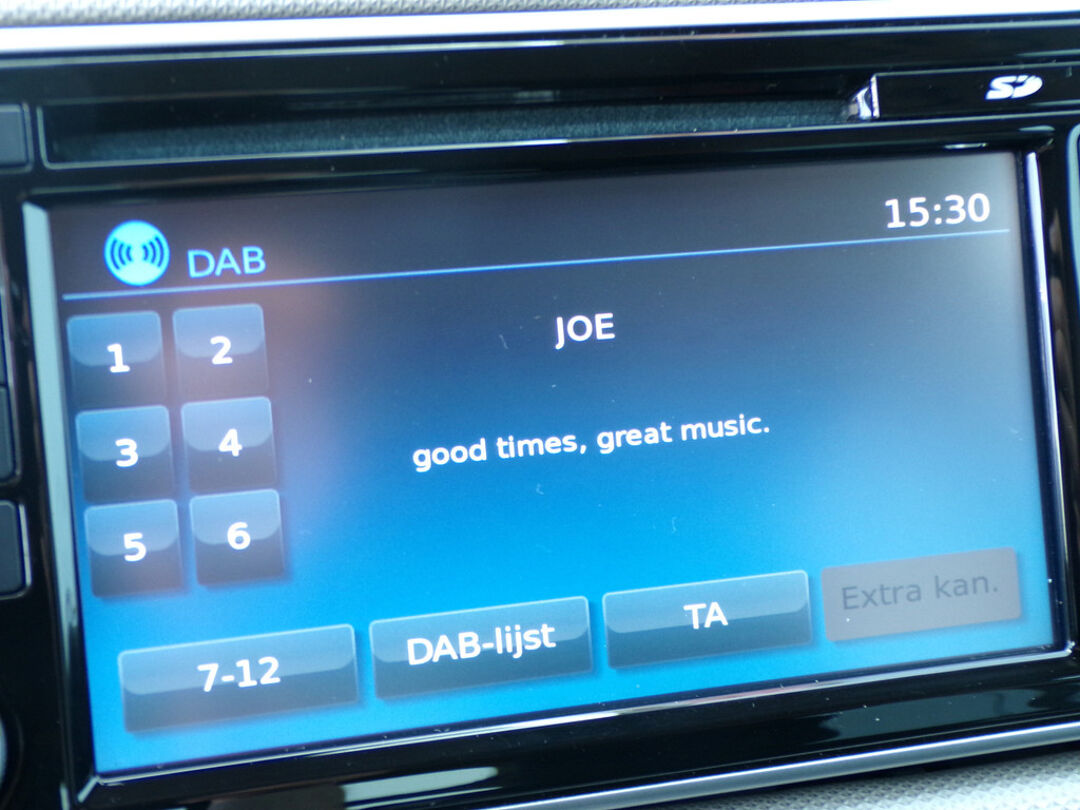 SD
15:30
DAB
JOE
1 2
good times, great music.
3 4
5 6
7-12 DAB-lijst TA Extra kan.